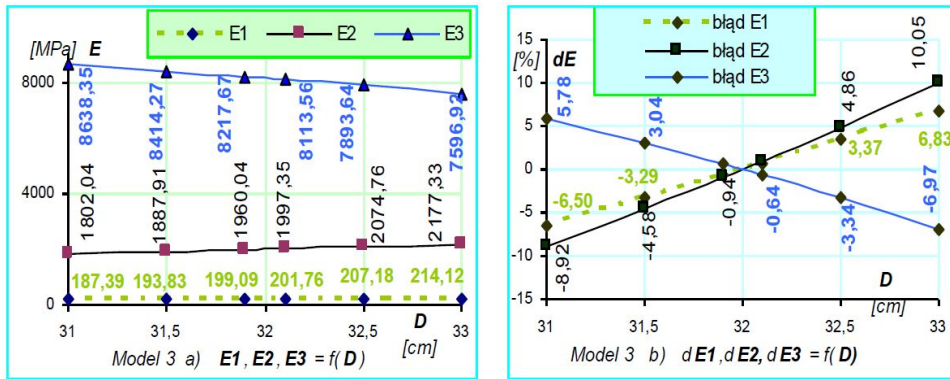 E1 E2 E3
[MPa] E
8000
4000
0
8638,35 8414,27 8217,67 8113,56 7893,64 7596,92
1802,04 1887,91 1960,04 1997,35 2074,76 2177,33
187,39 193,83 199,09 201,76 207,18 214,12
31 31,5 32 32,5 33
D
[cm]
Model 3 a) E1, E2, E3 = f( D )
błąd E1
błąd E2
błąd E3
[%] dE
15
10
5
0
-5
-10
-15
5,78 3,04 -0,64 -3,34 -6,97
-6,50 -3,29 3,37 6,83
-8,92 -4,58 -0,94 4,86 10,05
31 31,5 32 32,5 33
D
[cm]
Model 3 b) d E1, d E2, d E3 = f( D )